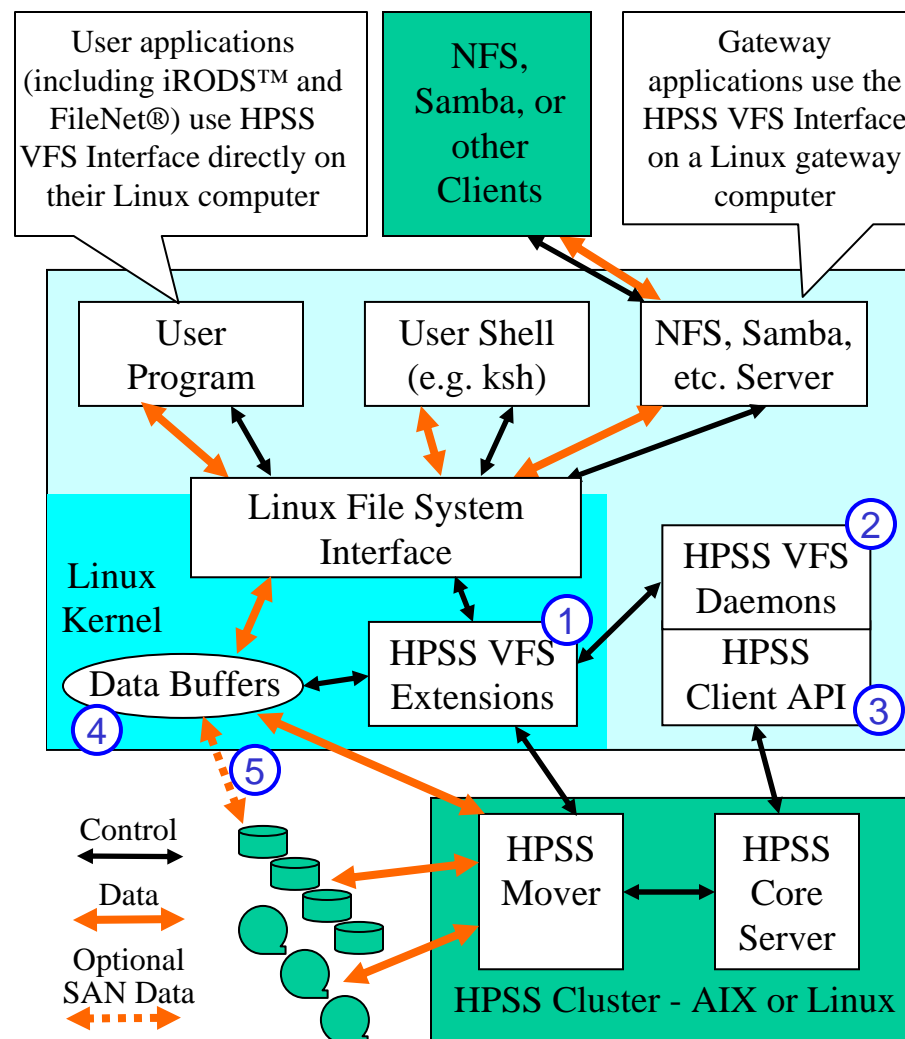 User applications
(including iRODS™ and
FileNet®) use HPSS
VFS Interface directly on
their Linux computer
NFS,
Samba, or
other
Clients
Gateway
applications use the
HPSS VFS Interface
on a Linux gateway
computer
User
Program
User Shell
(e.g. ksh)
NFS, Samba,
etc. Server
Linux File System
Interface
Linux
Kernel
1
HPSS VFS
Extensions
2
HPSS VFS
Daemons
HPSS
Client API
3
Data Buffers
4
5
Control
Data
Optional
SAN Data
HPSS
Mover
HPSS
Core
Server
HPSS Cluster - AIX or Linux